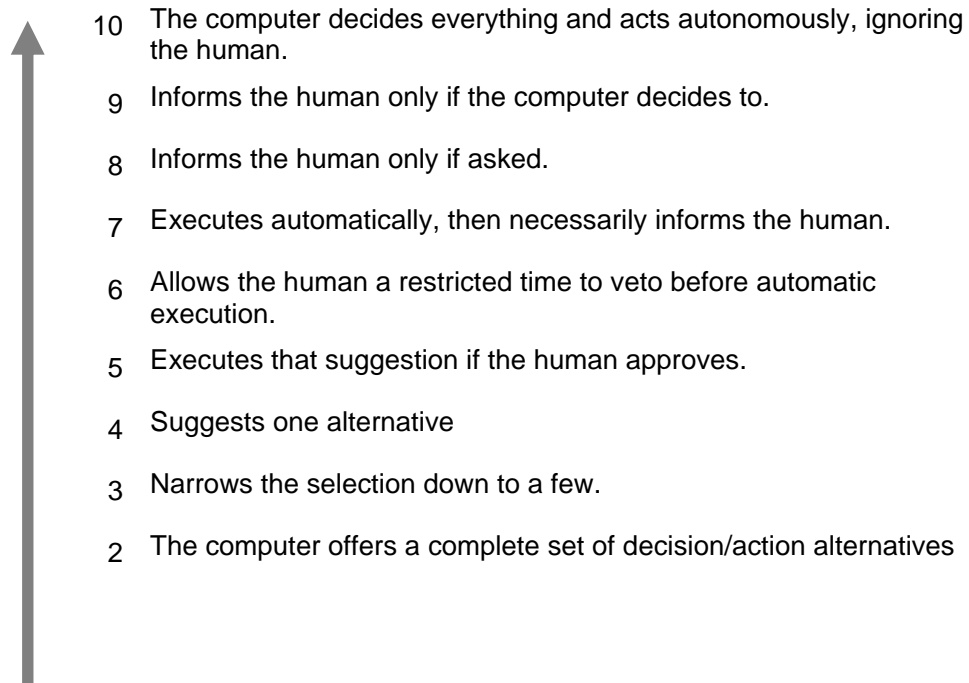 10 The computer decides everything and acts autonomously, ignoring
the human.
9 Informs the human only if the computer decides to.
8 Informs the human only if asked.
7 Executes automatically, then necessarily informs the human.
6 Allows the human a restricted time to veto before automatic
execution.
5 Executes that suggestion if the human approves.
4 Suggests one alternative
3 Narrows the selection down to a few.
2 The computer offers a complete set of decision/action alternatives